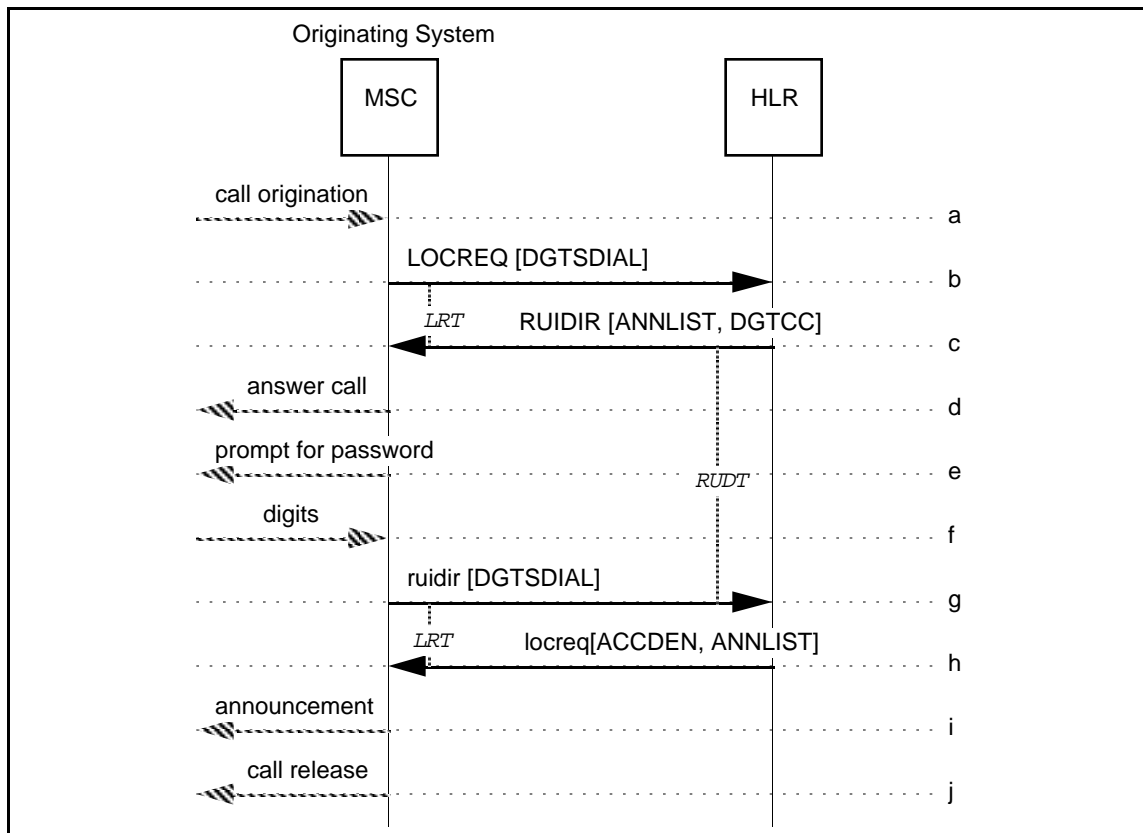 Originating System
MSC
HLR
call origination
a
LOCREQ [DGTSDIAL]
b
LRT
RUIDIR [ANNLIST, DGTCC]
c
answer call
d
prompt for password
e
RUDT
digits
f
ruidir [DGTSDIAL]
g
LRT
locreq[ACCDEN, ANNLIST]
h
announcement
i
call release
j